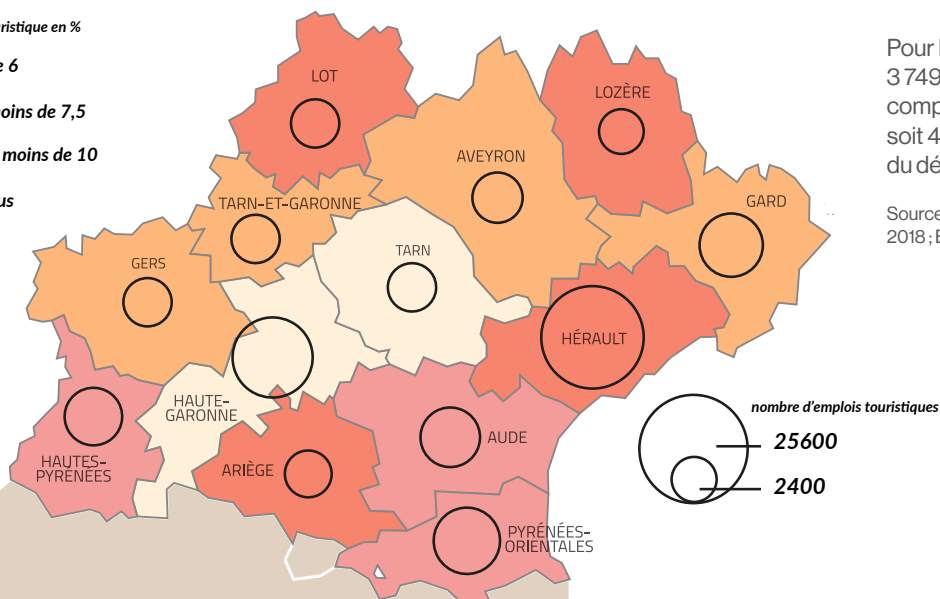 ristique en %
e 6
noins de 7,5
moins de 10
us
LOT
LOZÈRE
AVEYRON
TARN-ET-GARONNE
GARD
GERS
TARN
HÉRAULT
HAUTE-
GARONNE
HAUTES-
PYRÉNÉES
ARIÈGE
AUDE
PYRÉNÉES-
ORIENTALES
nombre d'emplois touristiques
25600
2400
Pour
3 749
comp
soit 4
du dé
Source
2018 ; E